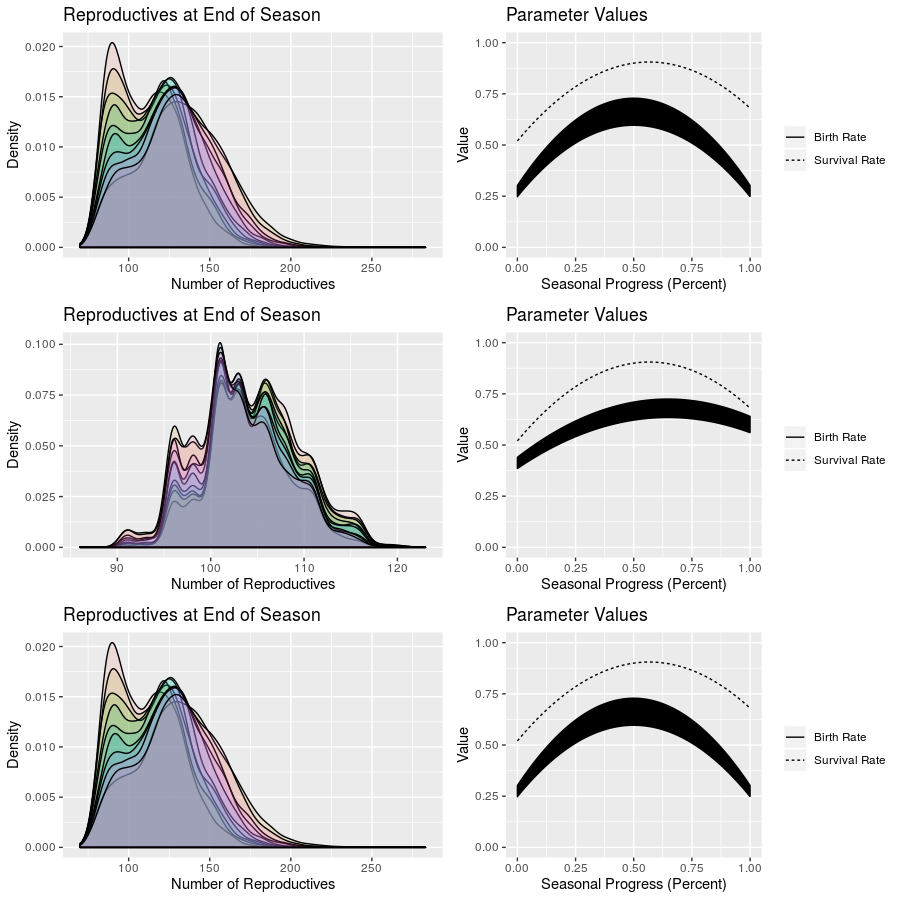 Reproductives at End of Season
Parameter Values
0.020
0.015
0.010
0.005
0.000
Density
100 150 200 250
Number of Reproductives
1.00
0.75
0.50
0.25
0.00
Value
0.00 0.25 0.50 0.75 1.00
Seasonal Progress (Percent)
Birth Rate
Survival Rate
Reproductives at End of Season
Parameter Values
0.100
0.075
0.050
0.025
0.000
Density
90 100 110 120
Number of Reproductives
1.00
0.75
0.50
0.25
0.00
Value
0.00 0.25 0.50 0.75 1.00
Seasonal Progress (Percent)
Birth Rate
Survival Rate
Reproductives at End of Season
Parameter Values
0.020
0.015
0.010
0.005
0.000
Density
100 150 200 250
Number of Reproductives
1.00
0.75
0.50
0.25
0.00
Value
0.00 0.25 0.50 0.75 1.00
Seasonal Progress (Percent)
Birth Rate
Survival Rate